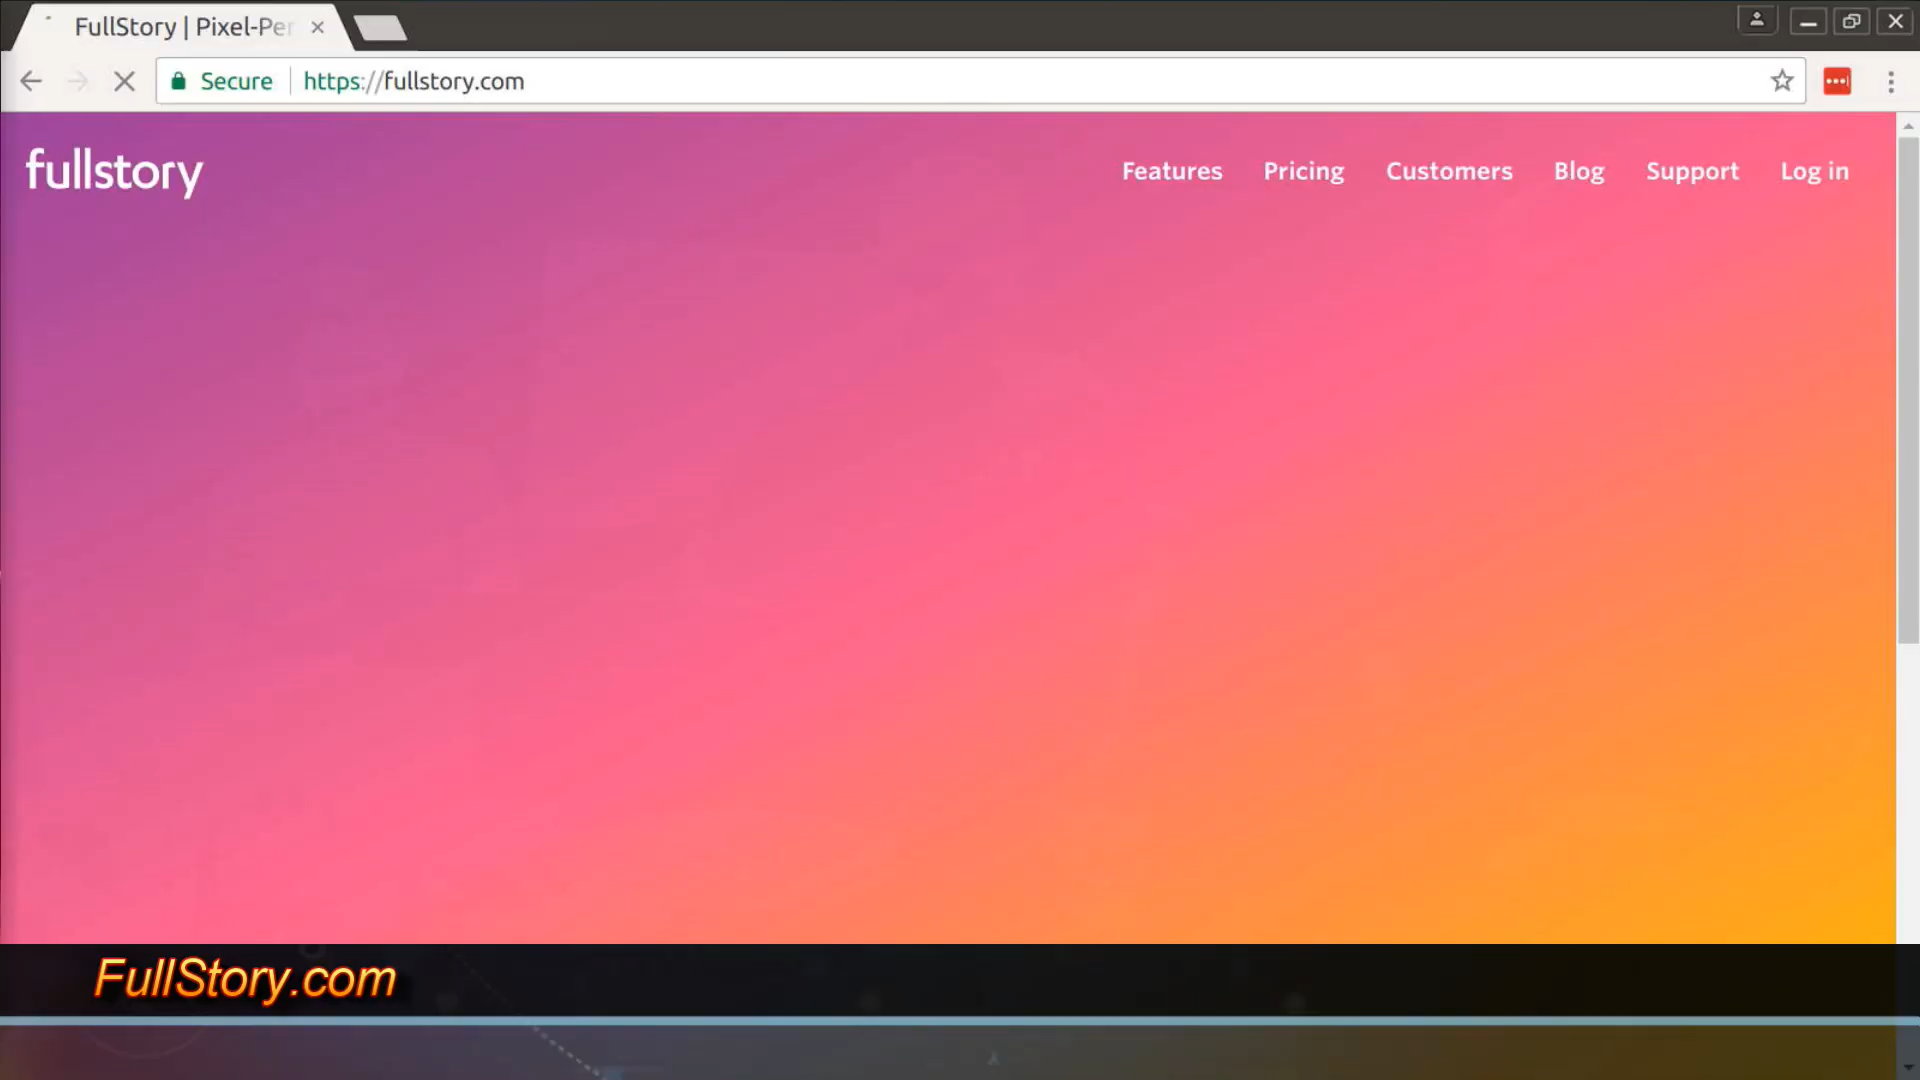 FullStory | Pixel-Per
Secure https://fullstory.com
fullstory Features Pricing Customers Blog Support Log in
FullStory.com